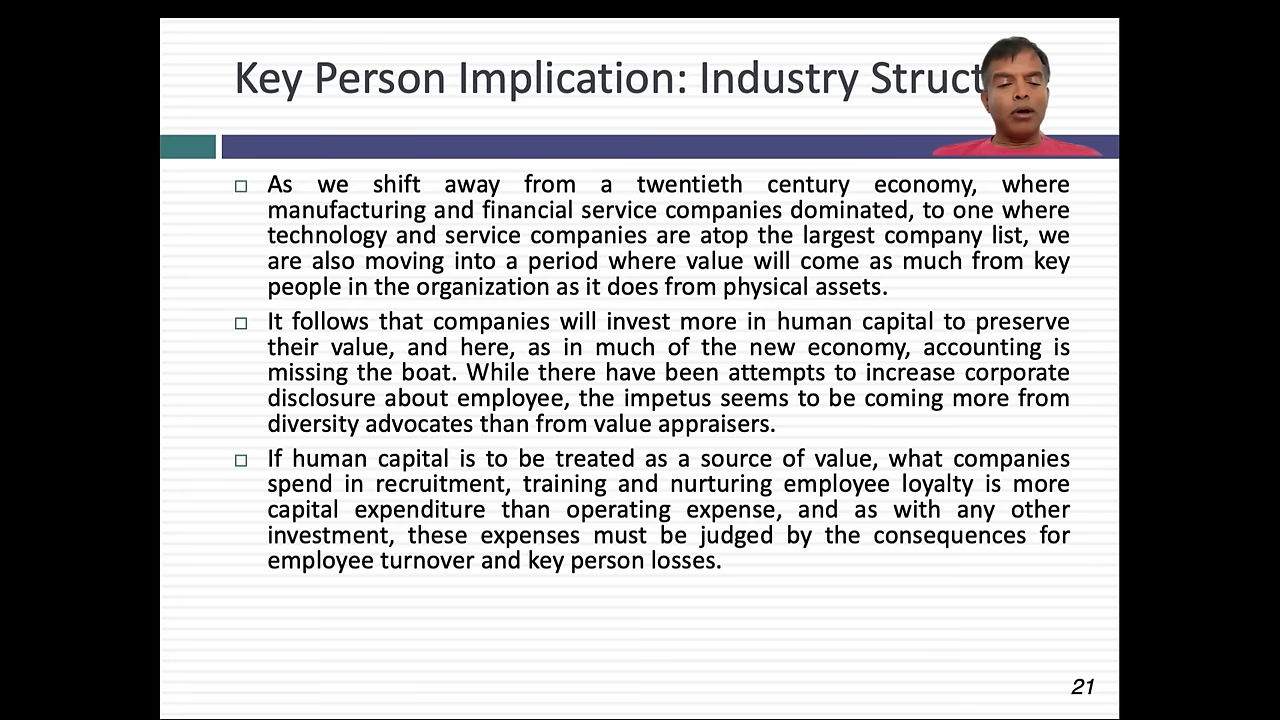 Key Person Implication: Industry Struct
As we shift away from a twentieth century economy, where
manufacturing and financial service companies dominated, to one where
technology and service companies are atop the largest company list, we
are also moving into a period where value will come as much from key
people in the organization as it does from physical assets.
It follows that companies will invest more in human capital to preserve
their value, and here, as in much of the new economy, accounting is
missing the boat. While there have been attempts to increase corporate
disclosure about employee, the impetus seems to be coming more from
diversity advocates than from value appraisers.
If human capital is to be treated as a source of value, what companies
spend in recruitment, training and nurturing employee loyalty is more
capital expenditure than operating expense, and as with any other
investment, these expenses must be judged by the consequences for
employee turnover and key person losses.
21